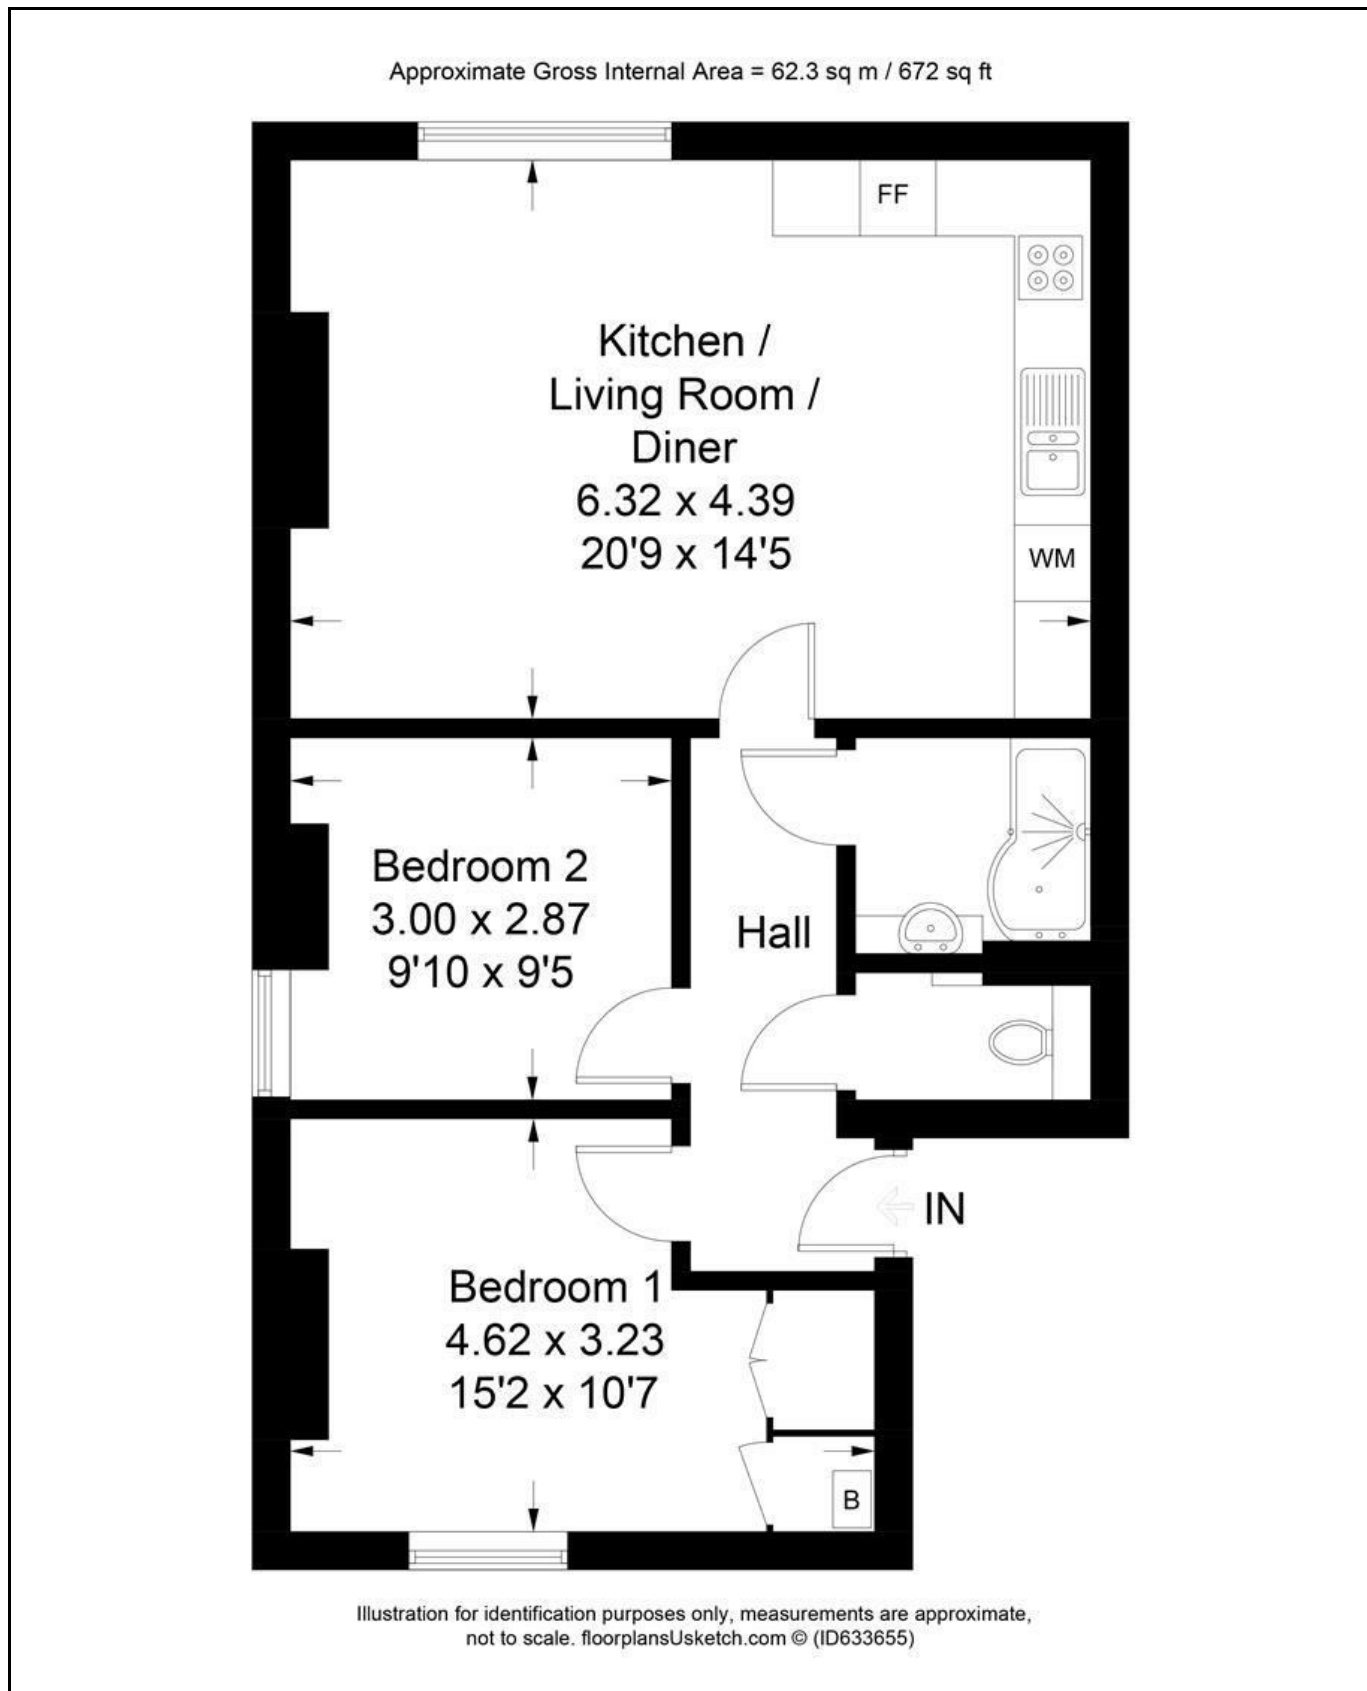 Approximate Gross Internal Area = 62.3 sq m / 672 sq ft
FF
Kitchen /
Living Room /
Diner
6.32 x 4.39
20'9 x 14'5
WM
Bedroom 2
3.00 x 2.87
9'10 x 9'5
Hall
IN
Bedroom 1
4.62 x 3.23
15'2 x 10'7
B
Illustration for identification purposes only, measurements are approximate,
not to scale. floorplansUsketch.com © (ID633655)